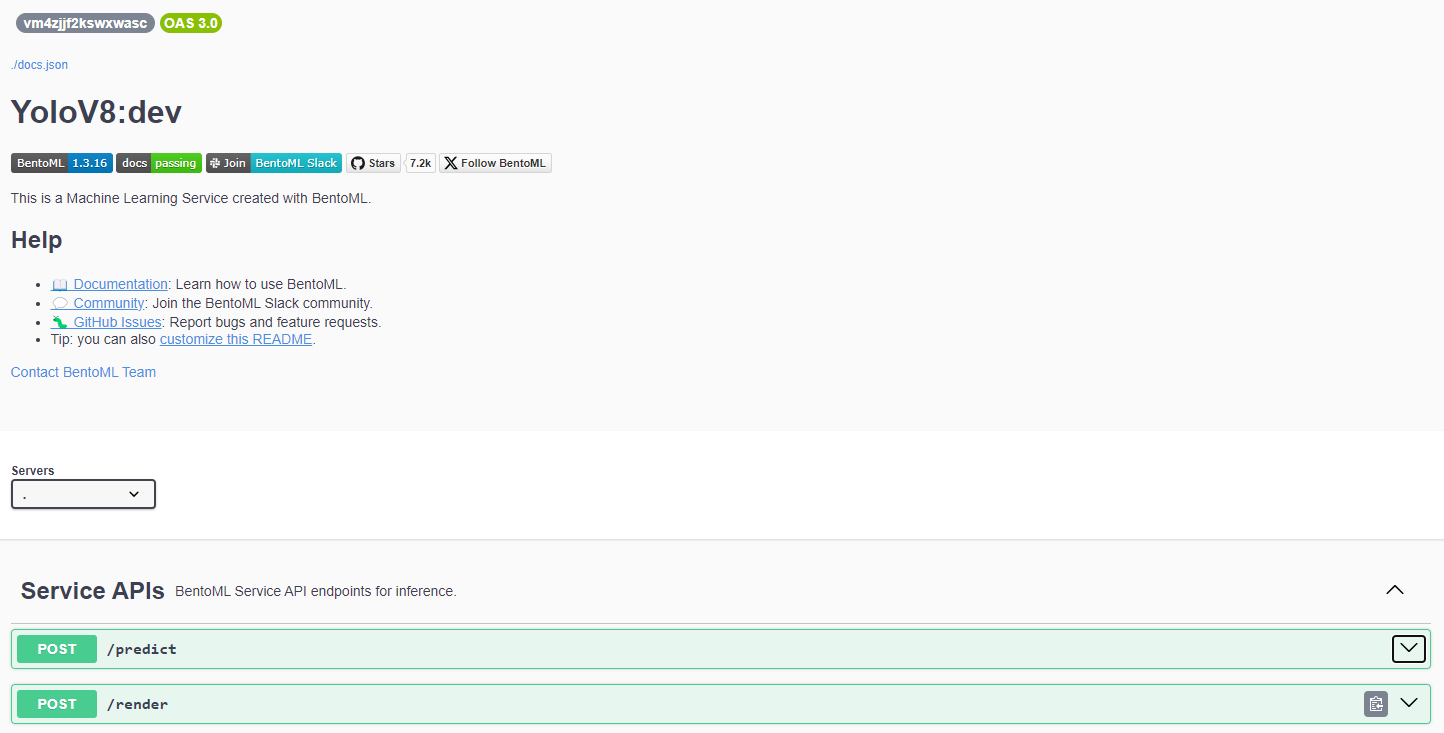 vm4zjjf2kswxwasc OAS 3.0
./docs.json
YoloV8:dev
BentoML 1.3.16 docs passing Join BentoML Slack Stars 7.2k Follow BentoML
This is a Machine Learning Service created with BentoML.
Help
Documentation: Learn how to use BentoML.
Community: Join the BentoML Slack community.
GitHub Issues: Report bugs and feature requests.
Tip: you can also customize this README.
Contact BentoML Team
Servers
.
Service APIs BentoML Service API endpoints for inference.
POST /predict
POST /render